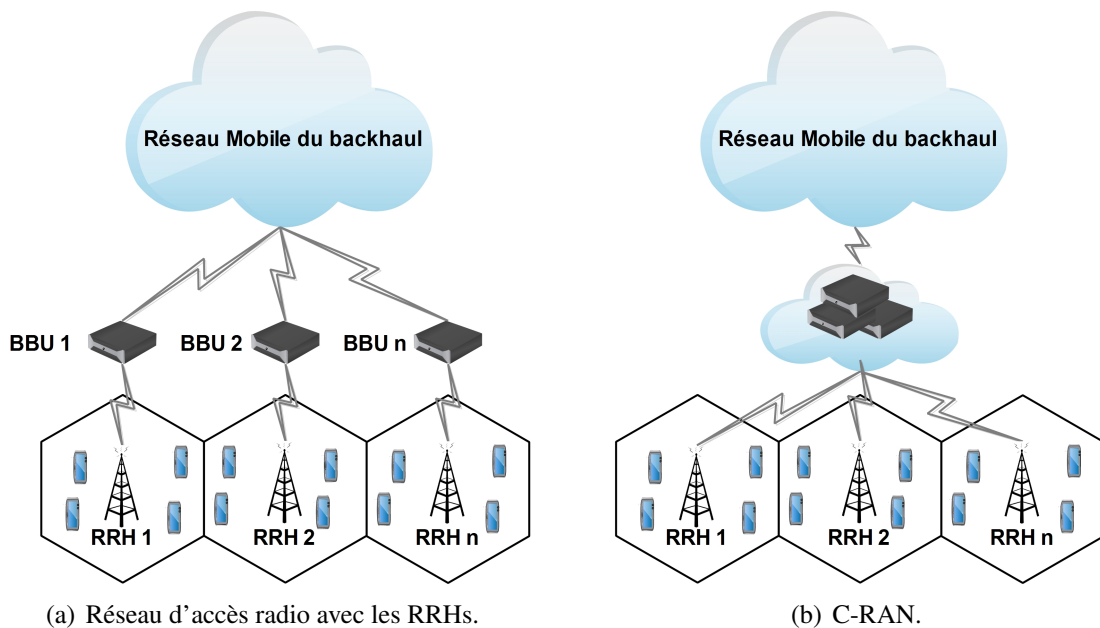 Réseau Mobile du backhaul
BBU 1
BBU 2
BBU n
RRH 1
RRH 2
RRH n
(a) Réseau d'accès radio avec les RRHs.
Réseau Mobile du backhaul
RRH 1
RRH 2
RRH n
(b) C-RAN.